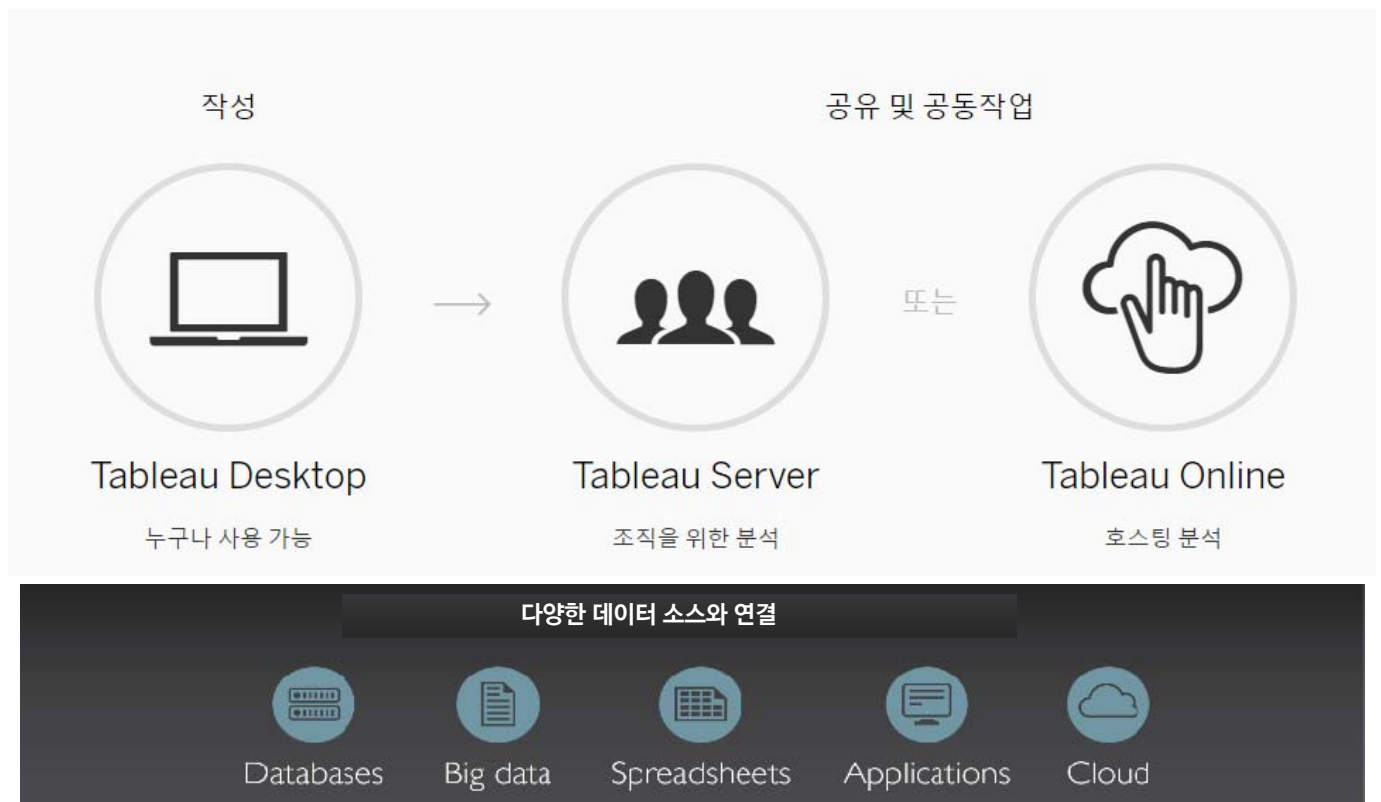 작성
공유 및 공동작업
또는
Tableau Desktop
Tableau Server
Tableau Online
누구나 사용 가능
조직을 위한 분석
호스팅 분석
다양한 데이터 소스와 연결
Databases
Big data
Spreadsheets
Applications
Cloud